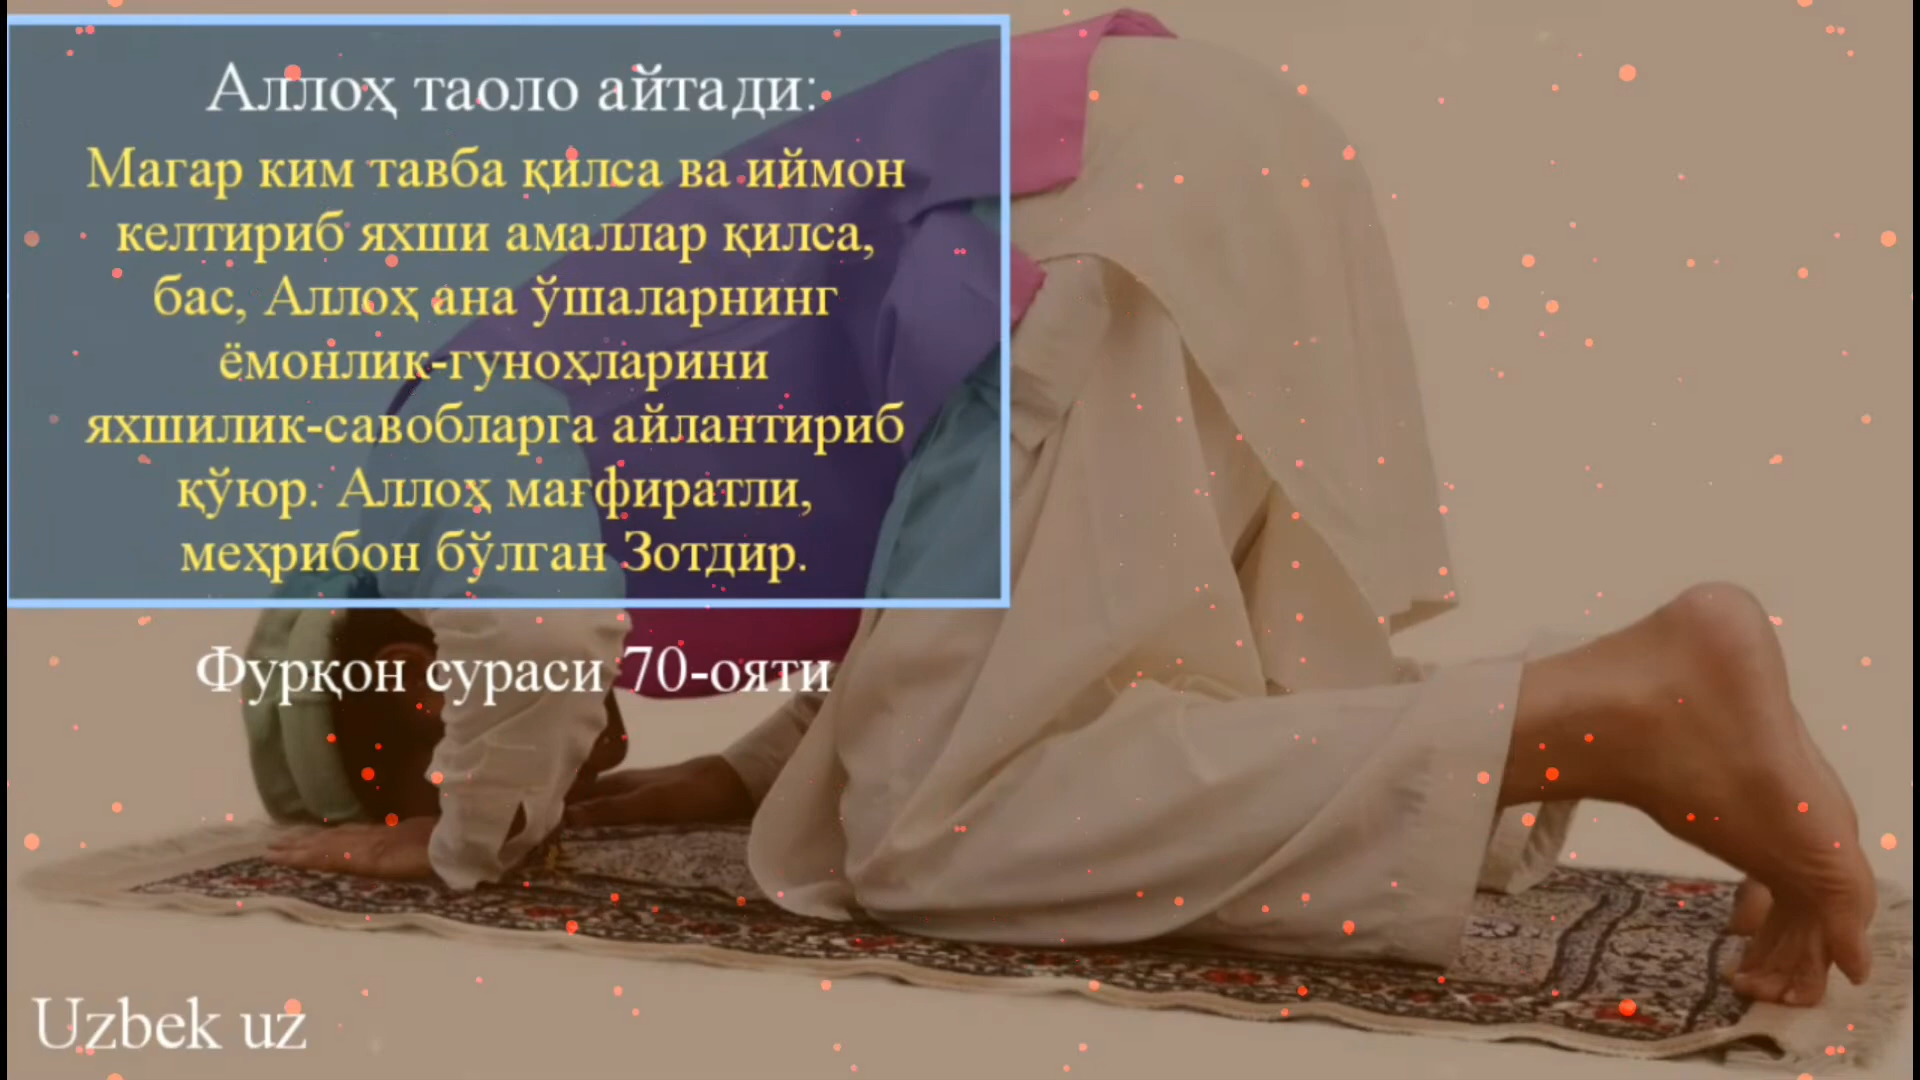 Аллоҳ таоло айтади:
Магар ким тавба қилса ва иймон
келтириб яхши амаллар қилса,
бас, Аллоҳ ана ўшаларнинг
ёмонлик-гуноҳларини
яхшилик-савобларга айлантириб
қўюр. Аллоҳ мағфиратли,
меҳрибон бўлган Зотдир.
Фурқон сураси 70-ояти
Uzbek uz